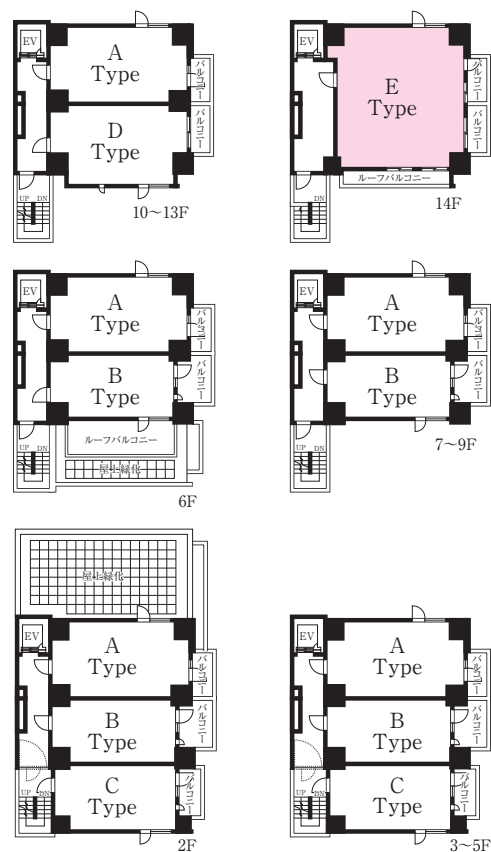 EV
A
Type
バルコニー
D
Type
バルコニー
UP DN
10～13F
EV
E
Type
バルコニー
バルコニー
ルーフバルコニー
UP DN
14F
EV
A
Type
バルコニー
B
Type
バルコニー
UP DN
ルーフバルコニー
屋上緑化
6F
EV
A
Type
バルコニー
B
Type
バルコニー
UP DN
7～9F
屋上緑化
EV
A
Type
バルコニー
B
Type
バルコニー
C
Type
バルコニー
UP DN
2F
EV
A
Type
バルコニー
B
Type
バルコニー
C
Type
バルコニー
UP DN
3～5F